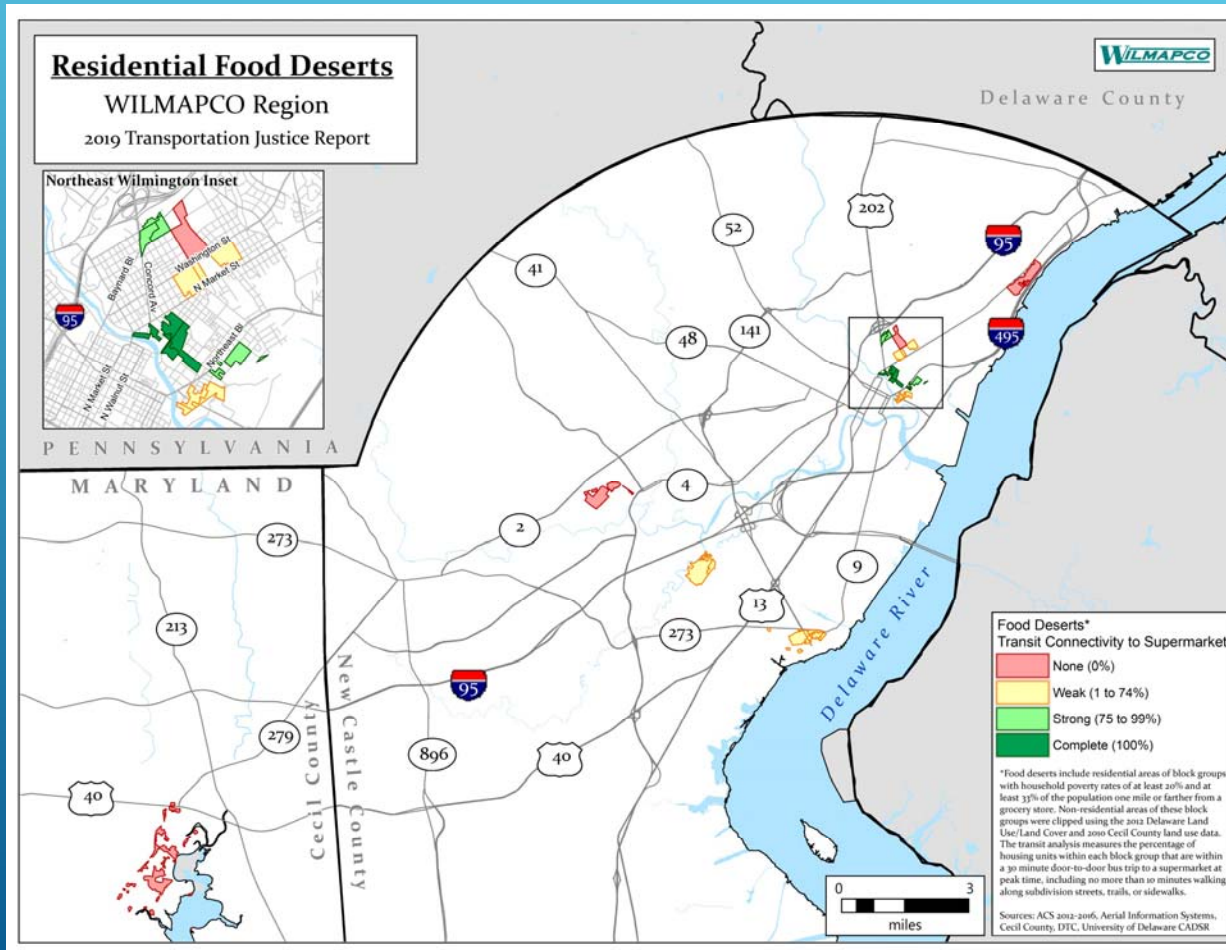 Residential Food Deserts
WILMAPCO Region
2019 Transportation Justice Report
WILMAPCO
Delaware County
Northeast Wilmington Inset
Baynard Bl
Concord Av
Washington St
N Market St
95
Northeast Bl
N Market St
N Walnut St
PENNSYLVANIA
MARYLAND
202
52
95
41
141
48
495
4
2
273
9
13
213
273
95
Delaware River
279
896
40
40
Cecil County
New Castle County
Food Deserts*
Transit Connectivity to Supermarket
None (0%)
Weak (1 to 74%)
Strong (75 to 99%)
Complete (100%)
*Food deserts include residential areas of block groups
with household poverty rates of at least 20% and at
least 33% of the population one mile or farther from a
grocery store. Non-residential areas of these block
groups were clipped using the 2012 Delaware Land
Use/Land Cover and 2010 Cecil County land use data.
The transit analysis measures the percentage of
housing units within each block group that are within
a 30 minute door-to-door bus trip to a supermarket at
peak time, including no more than 10 minutes walking
along subdivision streets, trails, or sidewalks.
Sources: ACS 2012-2016, Aerial Information Systems,
Cecil County, DTC, University of Delaware CADSR
0 3
miles